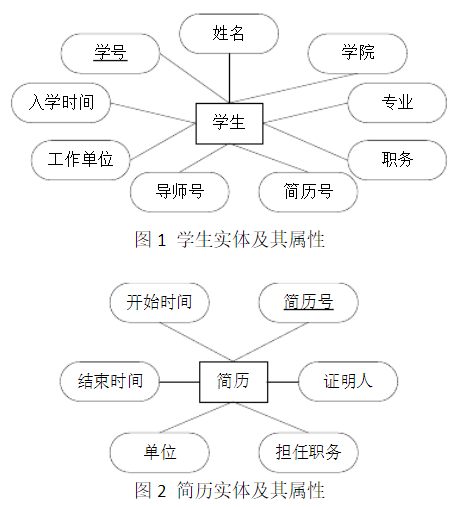 姓名
学号
学院
入学时间
学生
专业
工作单位
职务
导师号
简历号
图 1 学生实体及其属性
开始时间
简历号
结束时间
简历
证明人
单位
担任职务
图 2 简历实体及其属性